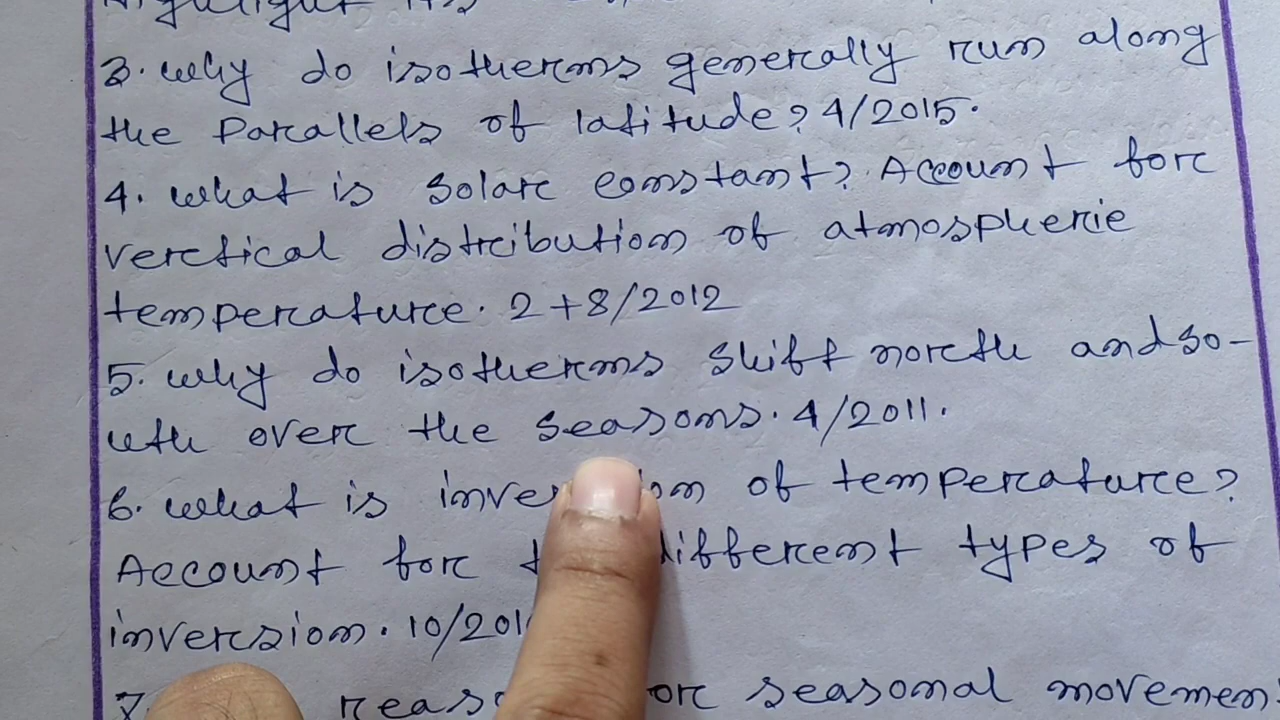 Highlight its
3. Why do isotherms generally run along
the Parallels of latitude? 4/2015.
4. What is Solar constant? Account for
vertical distribution of atmospheric
temperature. 2+8/2012
5. Why do isotherms shift north and so-
uth over the seasons. 4/2011.
6. What is of temperature?
Account for different types of
inversion. 10/201
7. or seasonal movemen